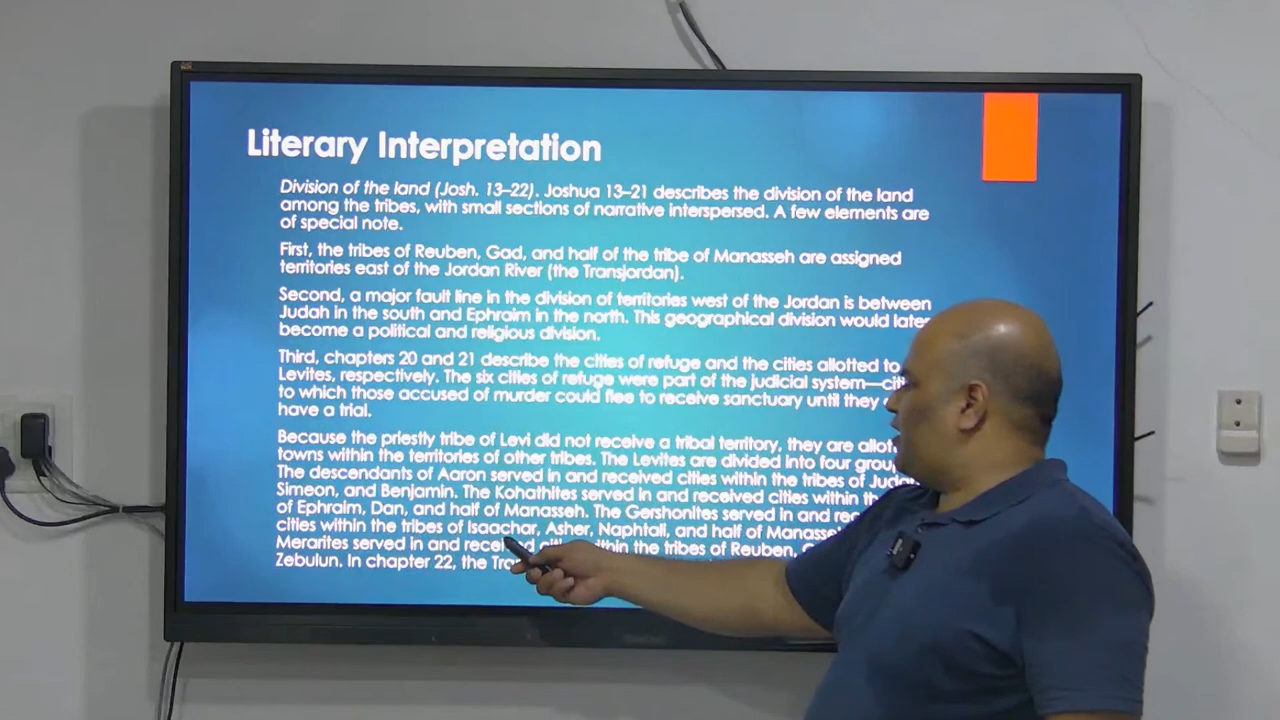 Literary Interpretation
Division of the land (Josh. 13–22). Joshua 13–21 describes the division of the land
among the tribes, with small sections of narrative interspersed. A few elements are
of special note.
First, the tribes of Reuben, Gad, and half of the tribe of Manasseh are assigned
territories east of the Jordan River (the Transjordan).
Second, a major fault line in the division of territories west of the Jordan is between
Judah in the south and Ephraim in the north. This geographical division would later
become a political and religious division.
Third, chapters 20 and 21 describe the cities of refuge and the cities allotted to
Levites, respectively. The six cities of refuge were part of the judicial system—
to which those accused of murder could flee to receive sanctuary until they
have a trial.
Because the priestly tribe of Levi did not receive a tribal territory, they are
towns within the territories of other tribes. The Levites are divided into four
The descendants of Aaron served in and received cities within the tribes of Judah,
Simeon, and Benjamin. The Kohathites served in and received cities within
of Ephraim, Dan, and half of Manasseh. The Gershonites served in and
cities within the tribes of Isaachar, Asher, Naphtali, and half of
Merarites served in and within the tribes of Reuben,
Zebulun. In chapter 22, the